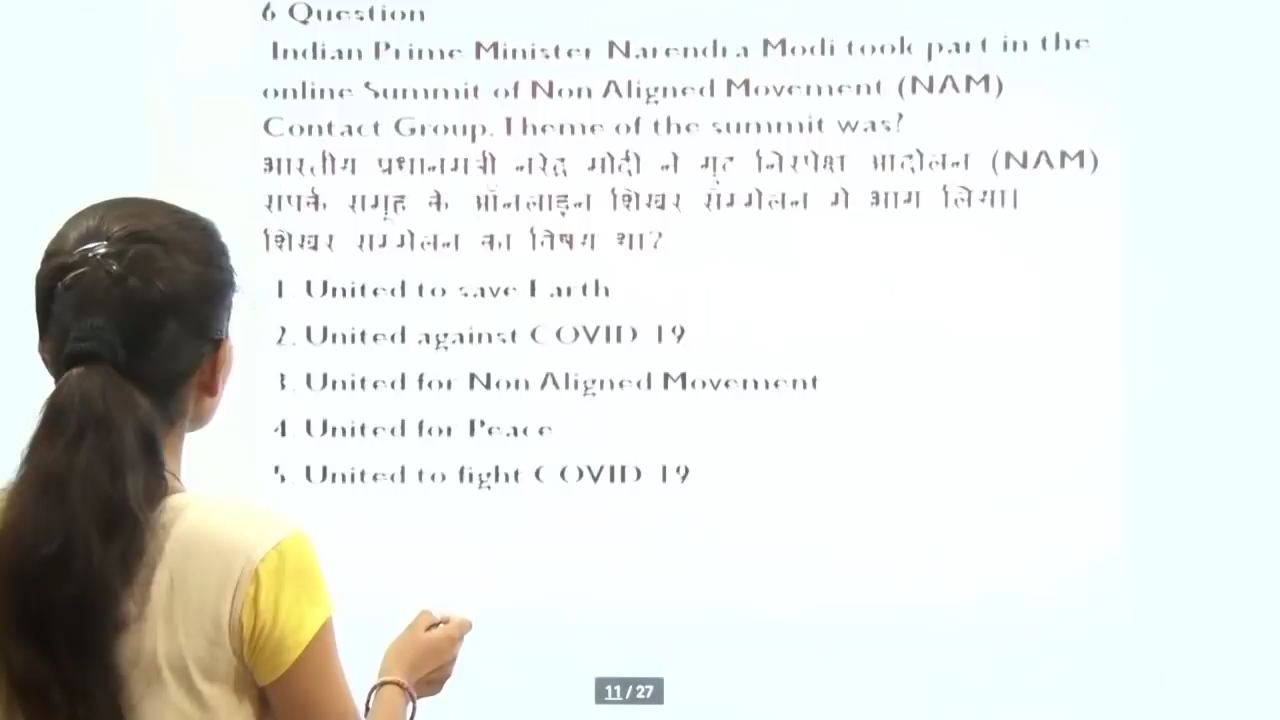 6 Question
Indian Prime Minister Narendra Modi took part in the
online Summit of Non Aligned Movement (NAM)
Contact Group. Theme of the summit was?
भारतीय प्रधानमंत्री नरेंद्र मोदी ने गुट निरपेक्ष आंदोलन (NAM)
संपर्क समूह के ऑनलाइन शिखर सम्मेलन में भाग लिया।
शिखर सम्मेलन का विषय था?
1. United to save Earth
2. United against COVID 19
3. United for Non Aligned Movement
4. United for Peace
5. United to fight COVID 19
11 / 27